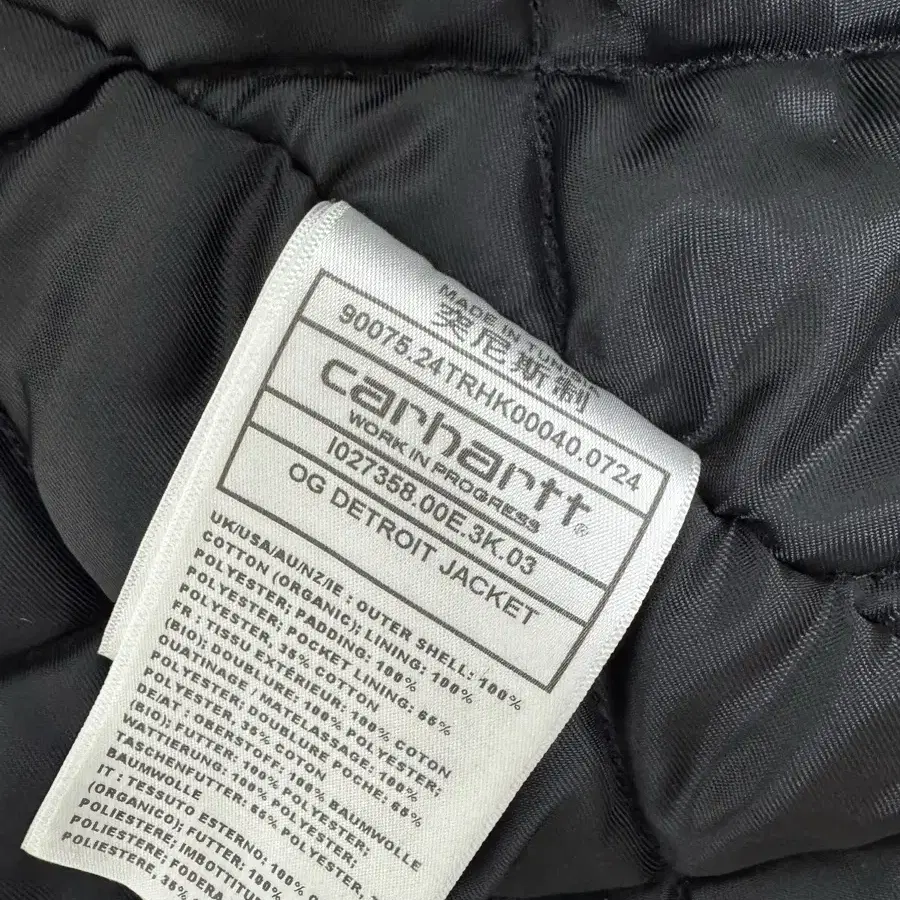 MADE IN TUNISIA
突尼斯制
90075.24TRHK00040.0724
carhartt®
WORK IN PROGRESS
I027358.00E.3K.03
OG DETROIT JACKET
UK/USA/AU/NZ/IE : OUTER SHELL: 100%
COTTON (ORGANIC); LINING: 100%
POLYESTER; PADDING: 100%
POLYESTER; POCKET LINING: 65%
POLYESTER, 35% COTTON
FR : TISSU EXTÉRIEUR: 100% COTON
(BIO); DOUBLURE: 100% POLYESTER;
OUATINAGE / MATELASSAGE: 100%
POLYESTER; DOUBLURE POCHE: 65%
POLYESTER, 35% COTON
DE/AT : OBERSTOFF: 100% BAUMWOLLE
(BIO); FUTTER: 100% POLYESTER;
WATTIERUNG: 100% POLYESTER;
TASCHENFUTTER: 65% POLYESTER,
BAUMWOLLE
IT : TESSUTO ESTERNO: 100%
(ORGANICO); FUTTER: 100%
POLIESTERE; IMBOTTITU
POLIESTERE; FODERA
POLIESTERE, 35%